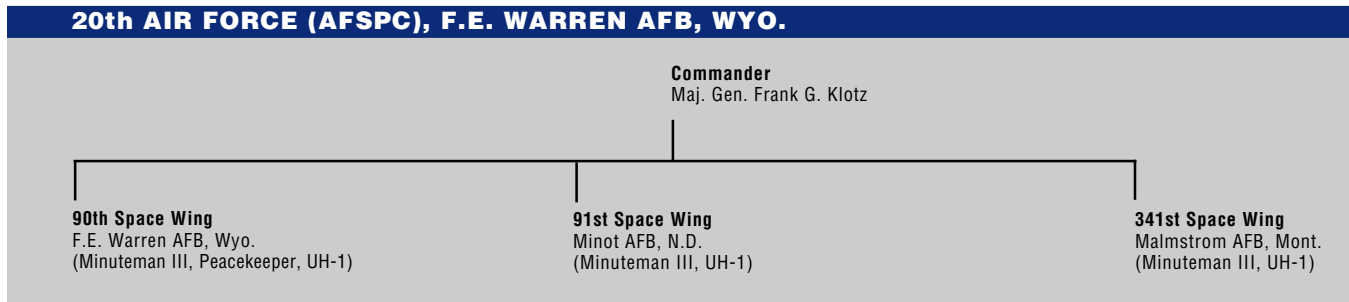 20th AIR FORCE (AFSPC), F.E. WARREN AFB, WYO.
Commander
Maj. Gen. Frank G. Klotz
90th Space Wing
F.E. Warren AFB, Wyo.
(Minuteman III, Peacekeeper, UH-1)
91st Space Wing
Minot AFB, N.D.
(Minuteman III, UH-1)
341st Space Wing
Malmstrom AFB, Mont.
(Minuteman III, UH-1)